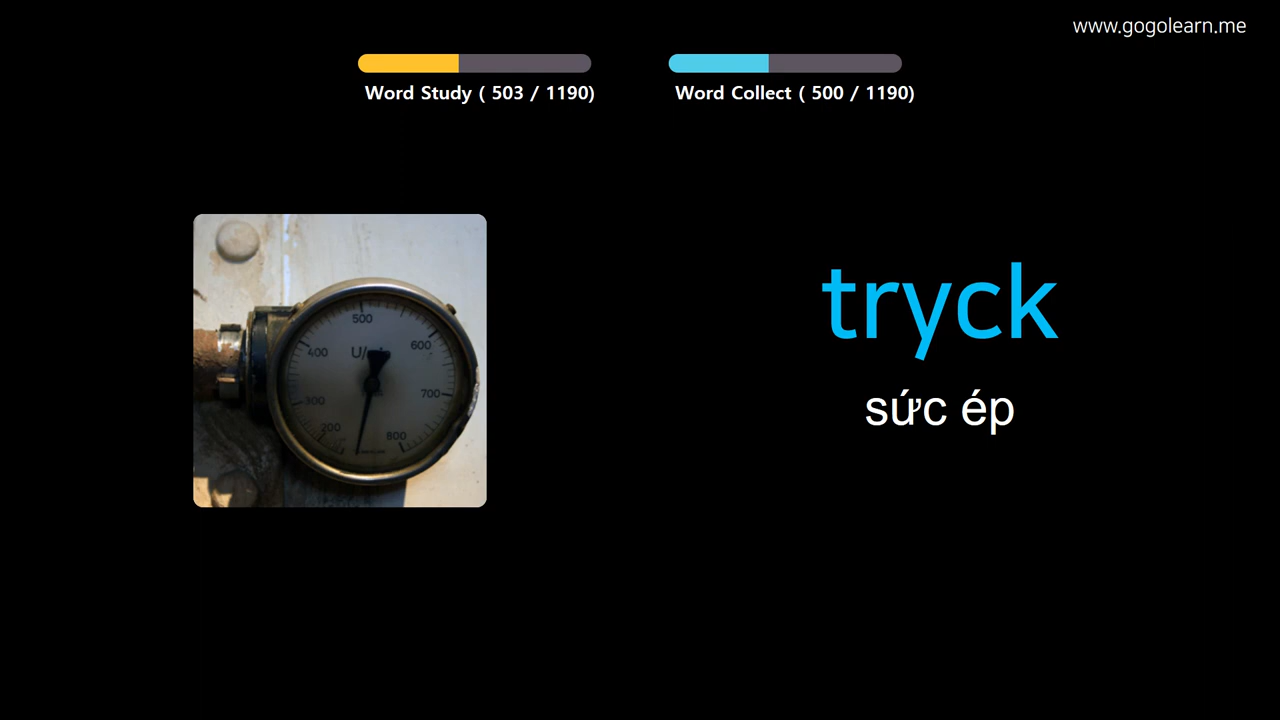 www.gogolearn.me
Word Study ( 503 / 1190)
Word Collect ( 500 / 1190)
tryck
sức ép
500
400
600
300
700
200
800